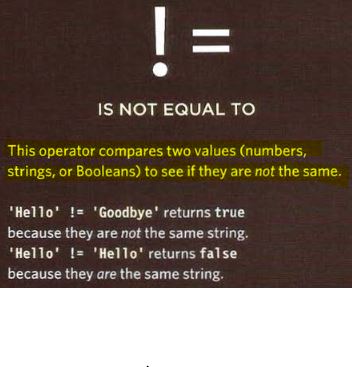 !=
IS NOT EQUAL TO
This operator compares two values (numbers,
strings, or Booleans) to see if they are not the same.
'Hello' != 'Goodbye' returns true
because they are not the same string.
'Hello' != 'Hello' returns false
because they are the same string.